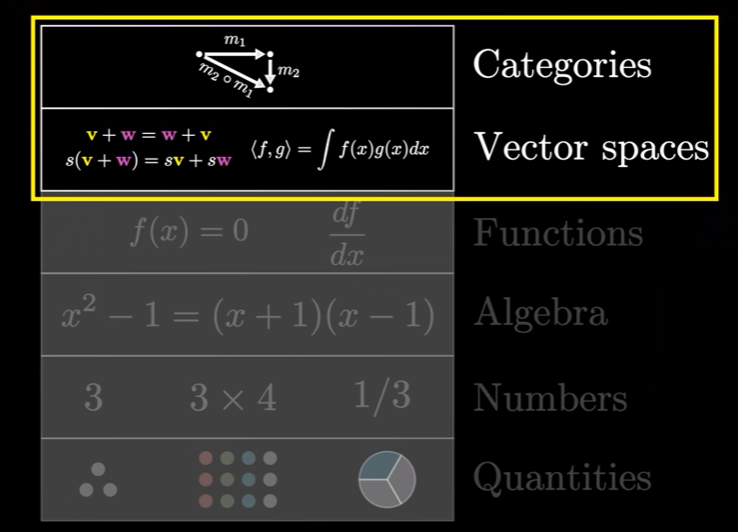 m₁
m₂
m₂ ∘ m₁
Categories
v + w = w + v
s(v + w) = sv + sw
⟨f, g⟩ = ∫ f(x)g(x)dx
Vector spaces
f(x) = 0
df
dx
Functions
x² − 1 = (x + 1)(x − 1)
Algebra
3
3 × 4
1/3
Numbers
Quantities